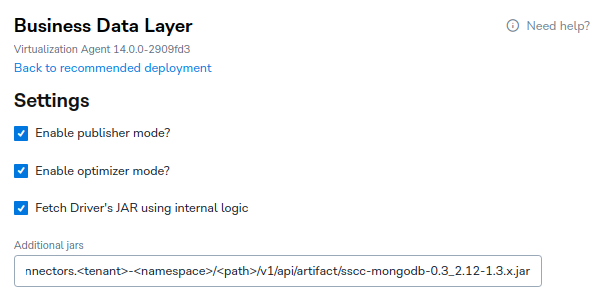 Business Data Layer
Need help?
Virtualization Agent 14.0.0-2909fd3
Back to recommended deployment
Settings
Enable publisher mode?
Enable optimizer mode?
Fetch Driver's JAR using internal logic
Additional jars
nnectors.<tenant>-<namespace>/<path>/v1/api/artifact/sscc-mongodb-0.3_2.12-1.3.x.jar